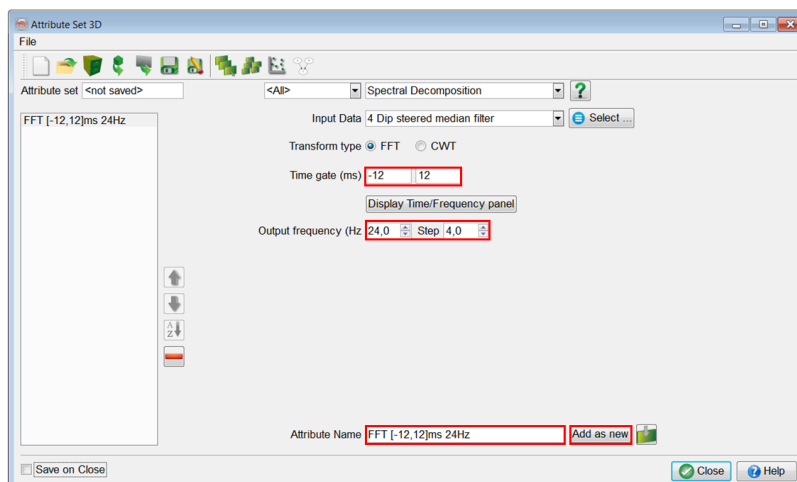 Attribute Set 3D
File
Attribute set <not saved> <All> Spectral Decomposition ?
FFT [-12,12]ms 24Hz
Input Data 4 Dip steered median filter Select ...
Transform type FFT CWT
Time gate (ms) -12 12
Display Time/Frequency panel
Output frequency (Hz 24,0 Step 4,0
A
Z
Attribute Name FFT [-12,12]ms 24Hz Add as new
Save on Close Close ? Help